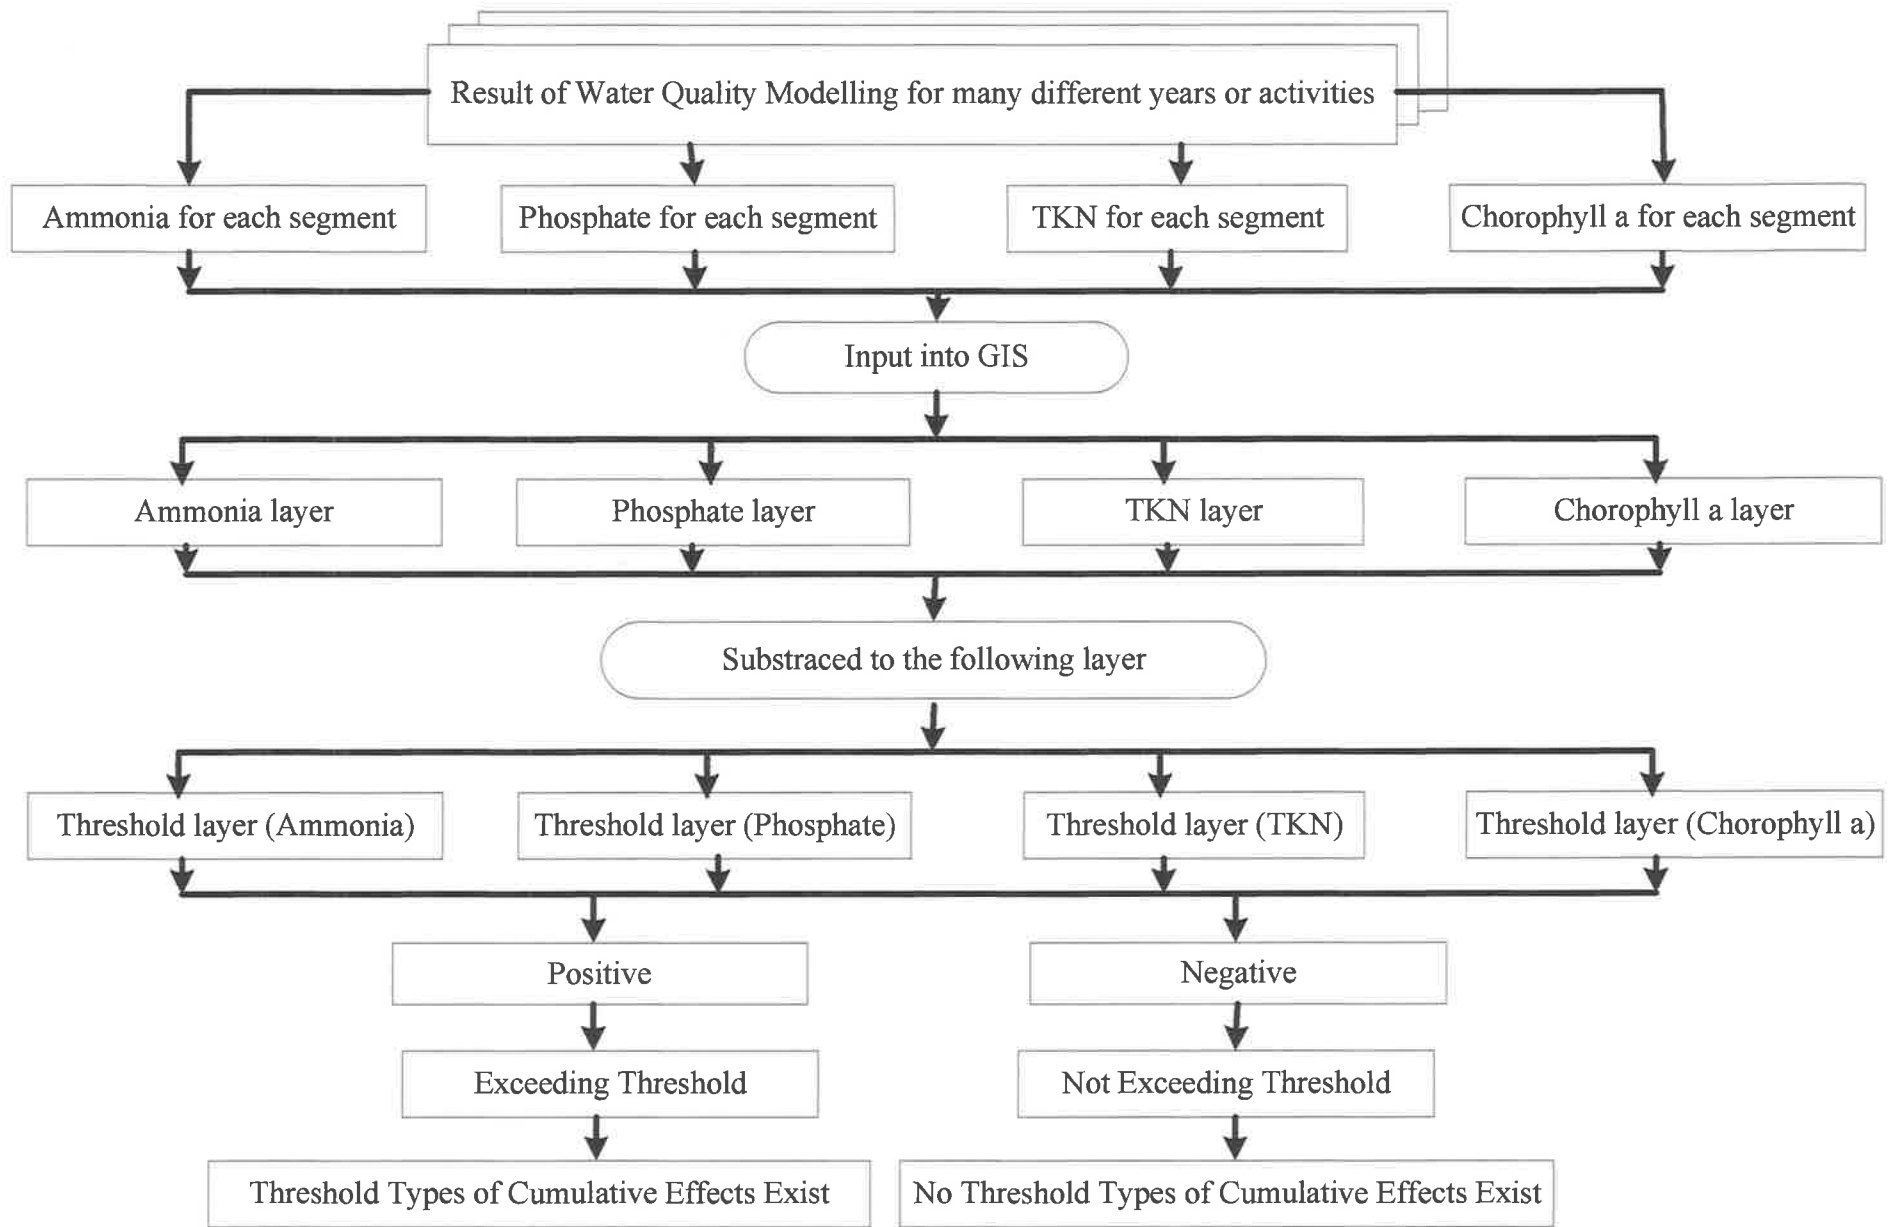 Result of Water Quality Modelling for many different years or activities
Ammonia for each segment
Phosphate for each segment
TKN for each segment
Chorophyll a for each segment
Input into GIS
Ammonia layer
Phosphate layer
TKN layer
Chorophyll a layer
Substraced to the following layer
Threshold layer (Ammonia)
Threshold layer (Phosphate)
Threshold layer (TKN)
Threshold layer (Chorophyll a)
Positive
Negative
Exceeding Threshold
Not Exceeding Threshold
Threshold Types of Cumulative Effects Exist
No Threshold Types of Cumulative Effects Exist